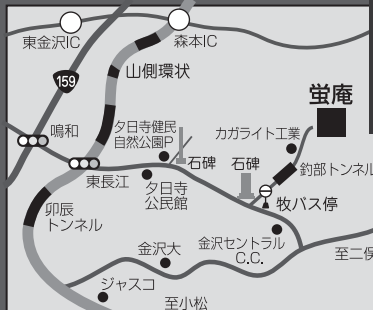 東金沢IC
森本IC
159
山側環状
蛍庵
鳴和
夕日寺健民
自然公園P
石碑
カガライト工業
石碑
釣部トンネル
東長江
夕日寺
公民館
牧バス停
卯辰
トンネル
金沢大
金沢セントラル
C.C.
至二俣
ジャスコ
至小松